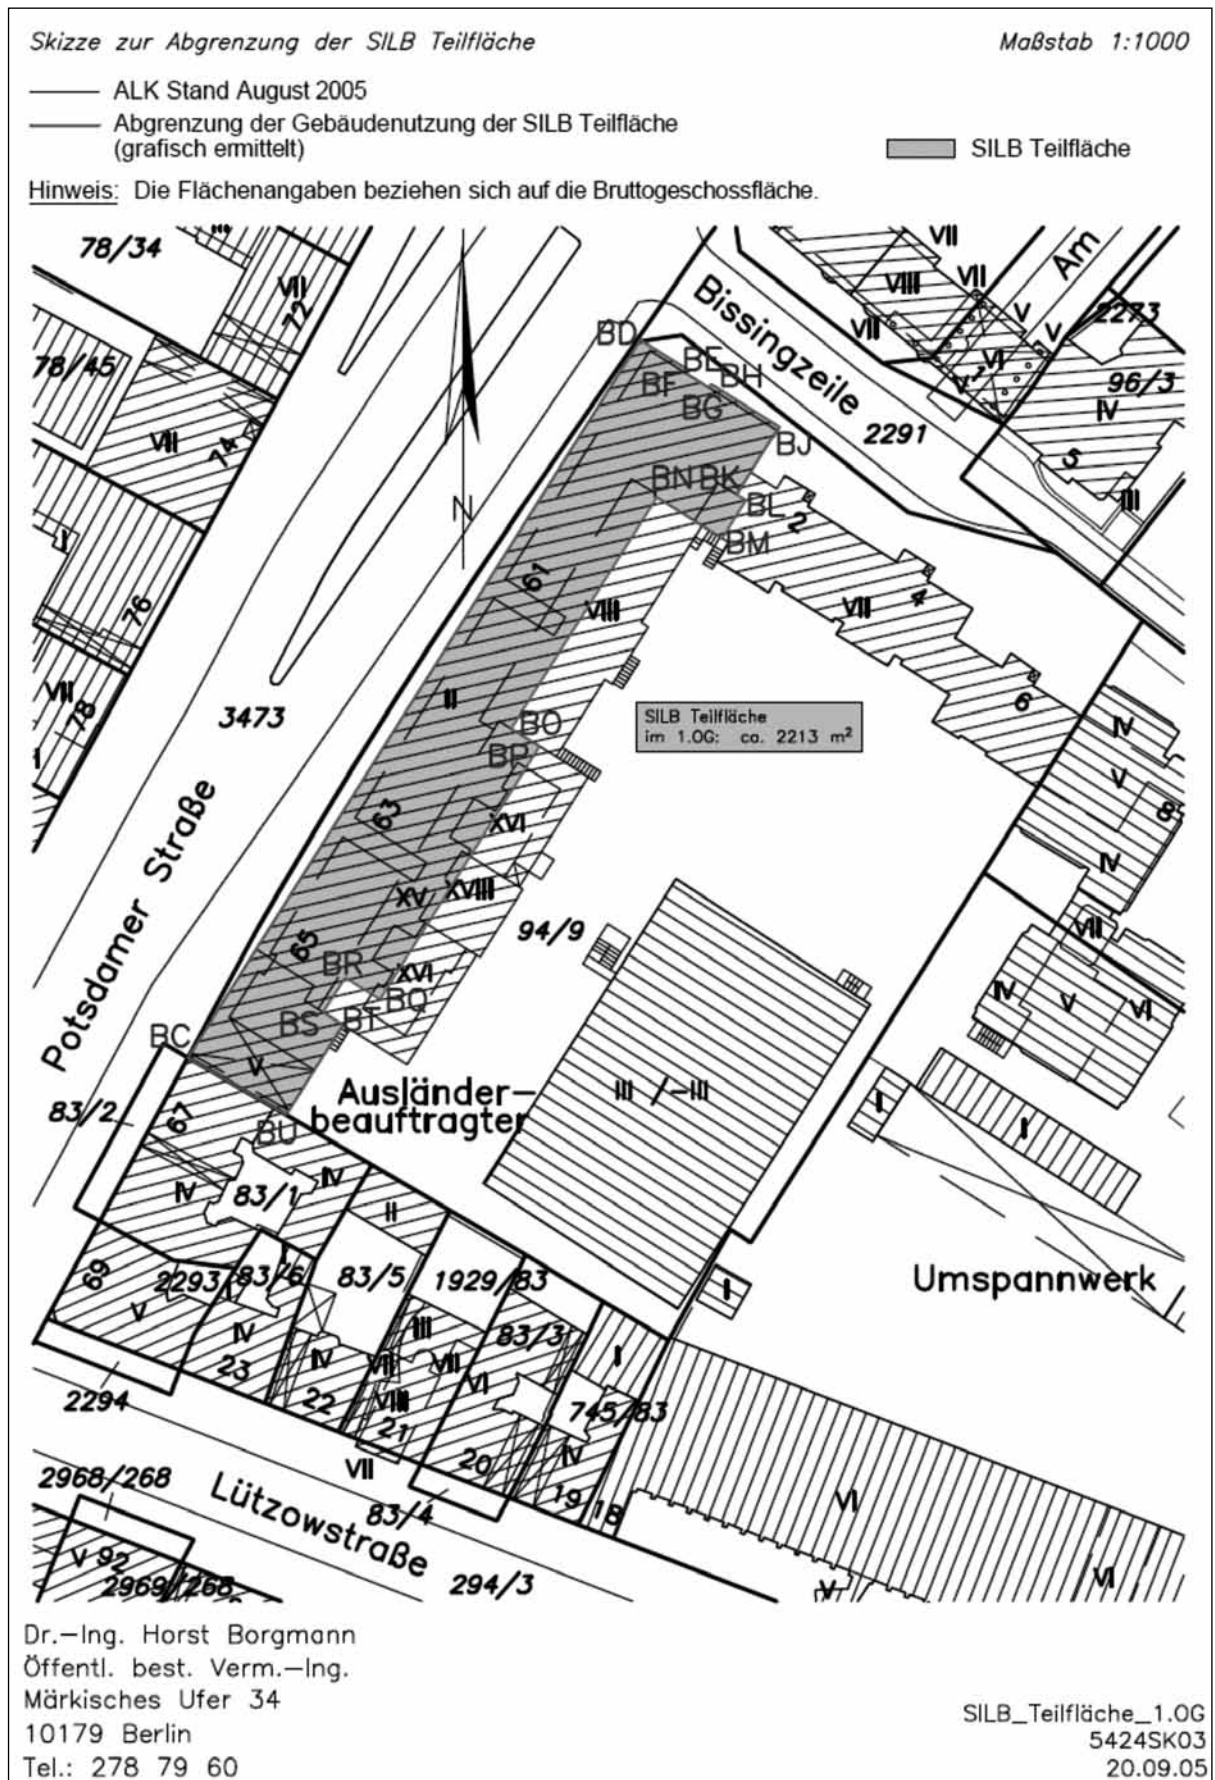 Skizze zur Abgrenzung der SILB Teilfläche
Maßstab 1:1000
ALK Stand August 2005
Abgrenzung der Gebäudenutzung der SILB Teilfläche
(grafisch ermittelt)
SILB Teilfläche
Hinweis: Die Flächenangaben beziehen sich auf die Bruttogeschossfläche.
78/34
III
VII
72
VII
VIII
VII
VII
Am
V
V
2273
VI
V
96/3
IV
5
III
BD
BE
BH
BF
BG
BJ
Bissingzeile
2291
78/45
VII
74
N
BN
BK
BL
BM
2
I
76
61
VIII
VII
4
6
VII
78
I
3473
II
BO
BP
SILB Teilfläche
im 1.OG: ca. 2213 m²
IV
V
8
IV
63
XVI
XV
XVIII
94/9
VII
65
BR
XVI
BQ
BS
BT
IV
V
VI
Potsdamer Straße
BC
V
Ausländer-
beauftragter
III /-III
I
I
83/2
67
BU
IV
IV
83/1
II
69
2293
I
83/6
I
83/5
1929/83
Umspannwerk
I
V
IV
23
IV
22
III
VII
VII
VIII
21
VI
83/3
I
2294
745/83
20
IV
19
18
VII
2968/268
Lützowstraße
83/4
VI
V 92
2969/268
294/3
V
VI
Dr.-Ing. Horst Borgmann
Öffentl. best. Verm.-Ing.
Märkisches Ufer 34
10179 Berlin
Tel.: 278 79 60
SILB_Teilfläche_1.OG
5424SK03
20.09.05